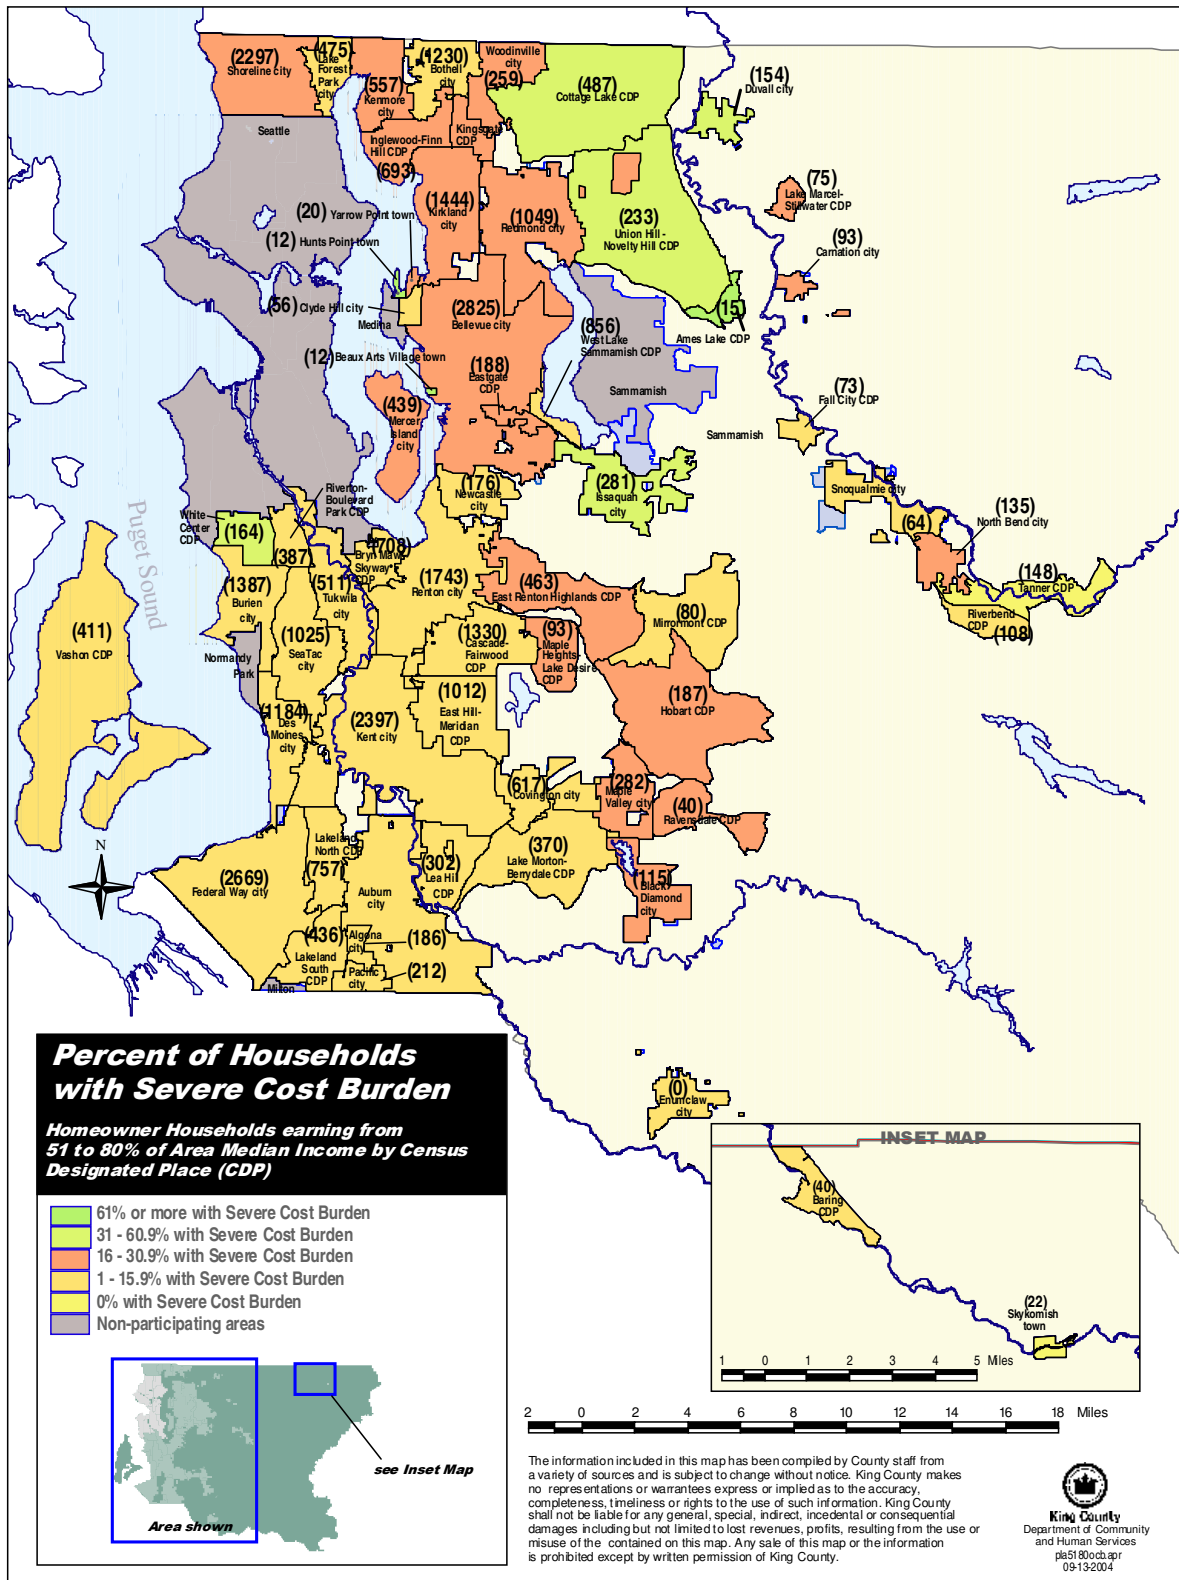 (2297)
Shoreline city
(475)
Lake
Forest
Park
city
(557)
Kenmore
city
(1230)
Bothell
city
Woodinville
city
(259)
(487)
Cottage Lake CDP
(154)
Duvall city
Seattle
Inglewood-Finn
Hill CDP
(693)
Kingsgate
CDP
(1444)
Kirkland
city
(1049)
Redmond city
(233)
Union Hill -
Novelty Hill CDP
(75)
Lake Marcel-
Stillwater CDP
(93)
Carnation city
(20) Yarrow Point town
(12) Hunts Point town
(56) Clyde Hill city
Medina
(2825)
Bellevue city
(15)
Ames Lake CDP
(856)
West Lake
Sammamish CDP
(12) Beaux Arts Village town
(188)
Eastgate
CDP
Sammamish
(439)
Mercer
Island
city
(73)
Fall City CDP
Sammamish
(176)
Newcastle
city
(281)
Issaquah
city
Snoqualmie city
(64)
(135)
North Bend city
Puget Sound
White
Center
CDP
(164)
Riverton-
Boulevard
Park CDP
(387)
(708)
Bryn Mawr-
Skyway
CDP
(1387)
Burien
city
(511)
Tukwila
city
(1743)
Renton city
(463)
East Renton Highlands CDP
(148)
Tanner CDP
Riverbend
CDP
(108)
(411)
Vashon CDP
(1025)
SeaTac
city
Normandy
Park
(1330)
Cascade-
Fairwood
CDP
(93)
Maple
Heights-
Lake Desire
CDP
(80)
Mirrormont CDP
(1184)
Des
Moines
city
(2397)
Kent city
(1012)
East Hill-
Meridian
CDP
(187)
Hobart CDP
(617)
Covington city
(282)
Maple
Valley city
(40)
Ravensdale CDP
N
Lakeland
North CDP
(757)
(2669)
Federal Way city
Auburn
city
(302)
Lea Hill
CDP
(370)
Lake Morton-
Berrydale CDP
(115)
Black
Diamond
city
(436)
Lakeland
South
CDP
Algona
city
(186)
Pacific
city
(212)
Milton
(0)
Enumclaw
city
Percent of Households
with Severe Cost Burden
Homeowner Households earning from
51 to 80% of Area Median Income by Census
Designated Place (CDP)
61% or more with Severe Cost Burden
31 - 60.9% with Severe Cost Burden
16 - 30.9% with Severe Cost Burden
1 - 15.9% with Severe Cost Burden
0% with Severe Cost Burden
Non-participating areas
see Inset Map
Area shown
INSET MAP
(40)
Baring
CDP
(22)
Skykomish
town
1 0 1 2 3 4 5 Miles
2 0 2 4 6 8 10 12 14 16 18 Miles
The information included in this map has been compiled by County staff from
a variety of sources and is subject to change without notice. King County makes
no representations or warrantees express or implied as to the accuracy,
completeness, timeliness or rights to the use of such information. King County
shall not be liable for any general, special, indirect, incedental or consequential
damages including but not limited to lost revenues, profits, resulting from the use or
misuse of the contained on this map. Any sale of this map or the information
is prohibited except by written permission of King County.
King County
Department of Community
and Human Services
pla5180ocb.apr
09-13-2004